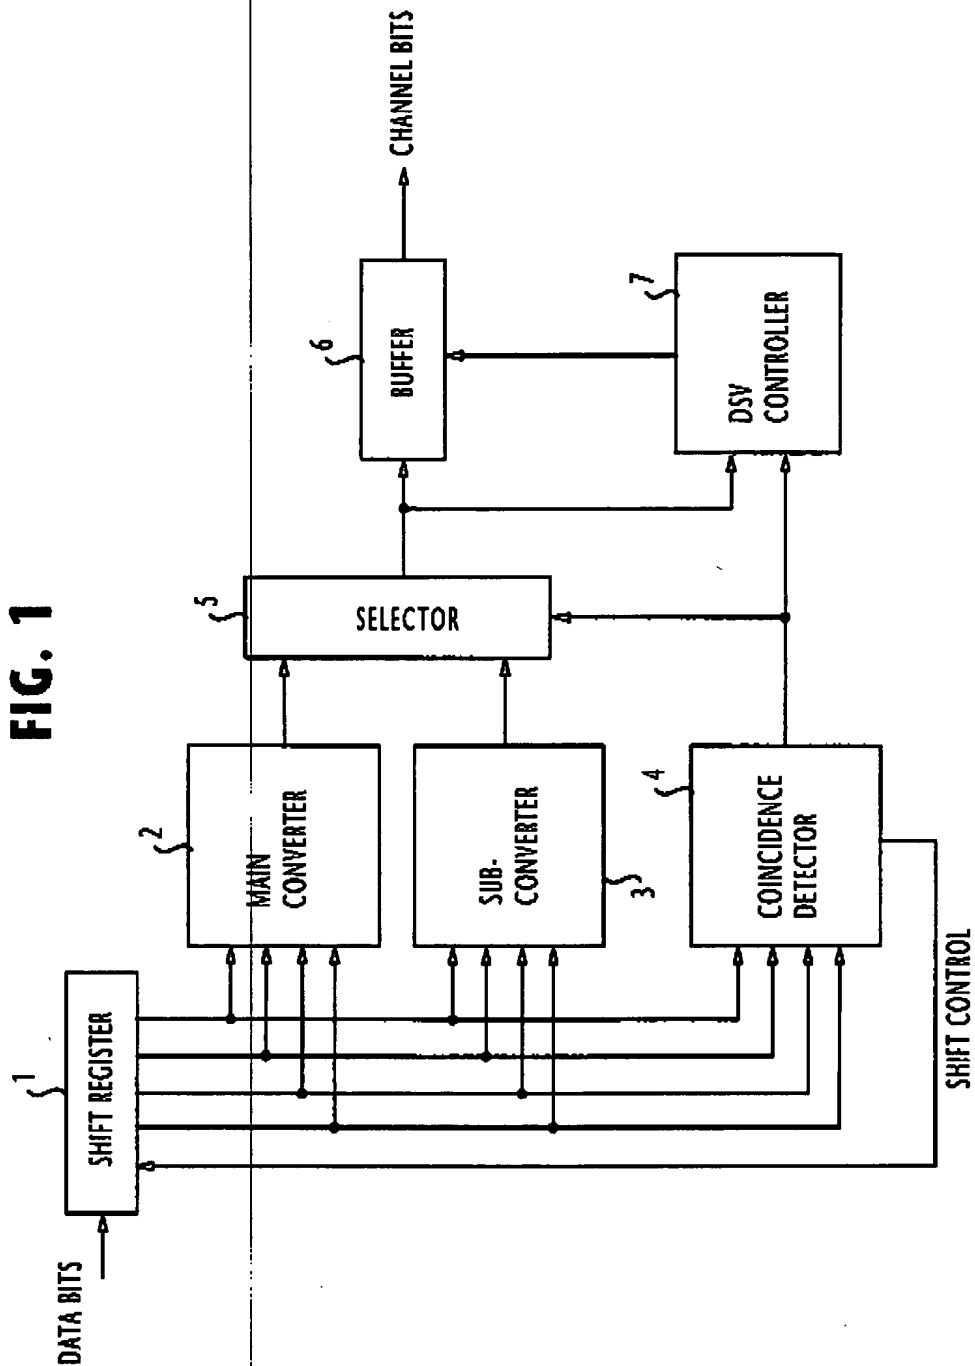 FIG. 1
DATA BITS
1
SHIFT REGISTER
2
MAIN
CONVERTER
3
SUB-
CONVERTER
4
COINCIDENCE
DETECTOR
SHIFT CONTROL
5
SELECTOR
6
BUFFER
7
DSV
CONTROLLER
CHANNEL BITS